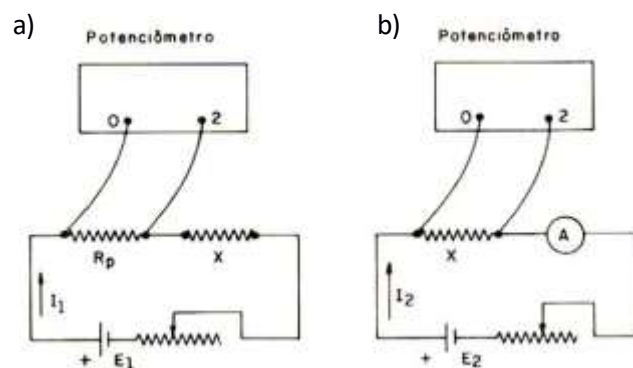 a)
Potenciômetro
0 2
Rp X
I1
+ E1
b)
Potenciômetro
0 2
X A
I2
+ E2